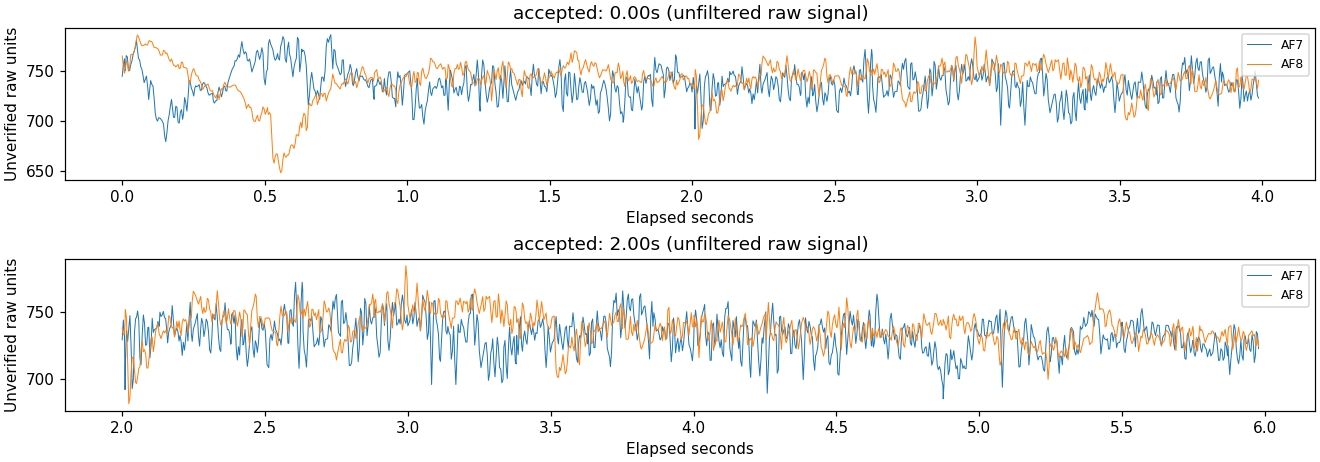 accepted: 0.00s (unfiltered raw signal)
Unverified raw units
750
700
650
AF7
AF8
0.0 0.5 1.0 1.5 2.0 2.5 3.0 3.5 4.0
Elapsed seconds
accepted: 2.00s (unfiltered raw signal)
Unverified raw units
750
700
AF7
AF8
2.0 2.5 3.0 3.5 4.0 4.5 5.0 5.5 6.0
Elapsed seconds